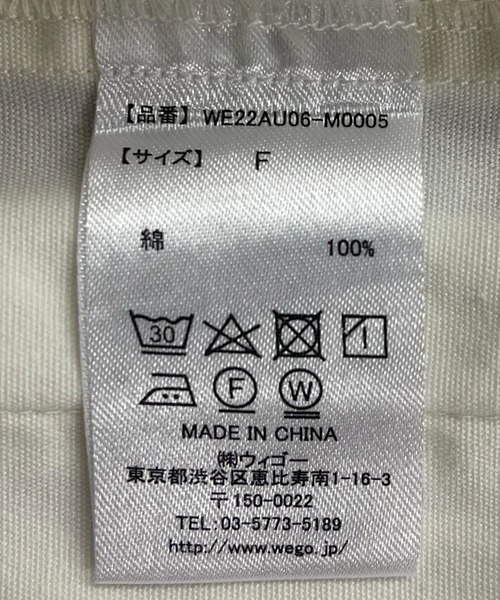 【品番】 WE22AU06-M0005
【サイズ】 F
綿 100%
30
F W
MADE IN CHINA
㈱ウィゴー
東京都渋谷区恵比寿南1-16-3
〒150-0022
TEL: 03-5773-5189
http://www.wego.jp/